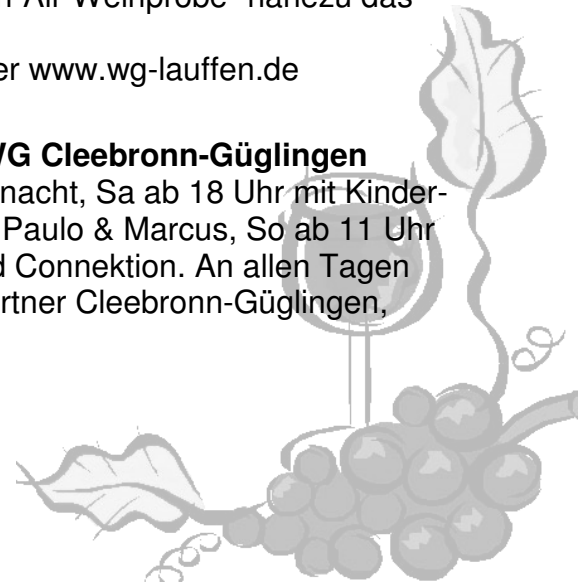 Air Weinprobe“ nahezu das
er www.wg-lauffen.de
WG Cleebronn-Güglingen
nacht, Sa ab 18 Uhr mit Kinder-
Paulo & Marcus, So ab 11 Uhr
d Connektion. An allen Tagen
rtner Cleebronn-Güglingen,